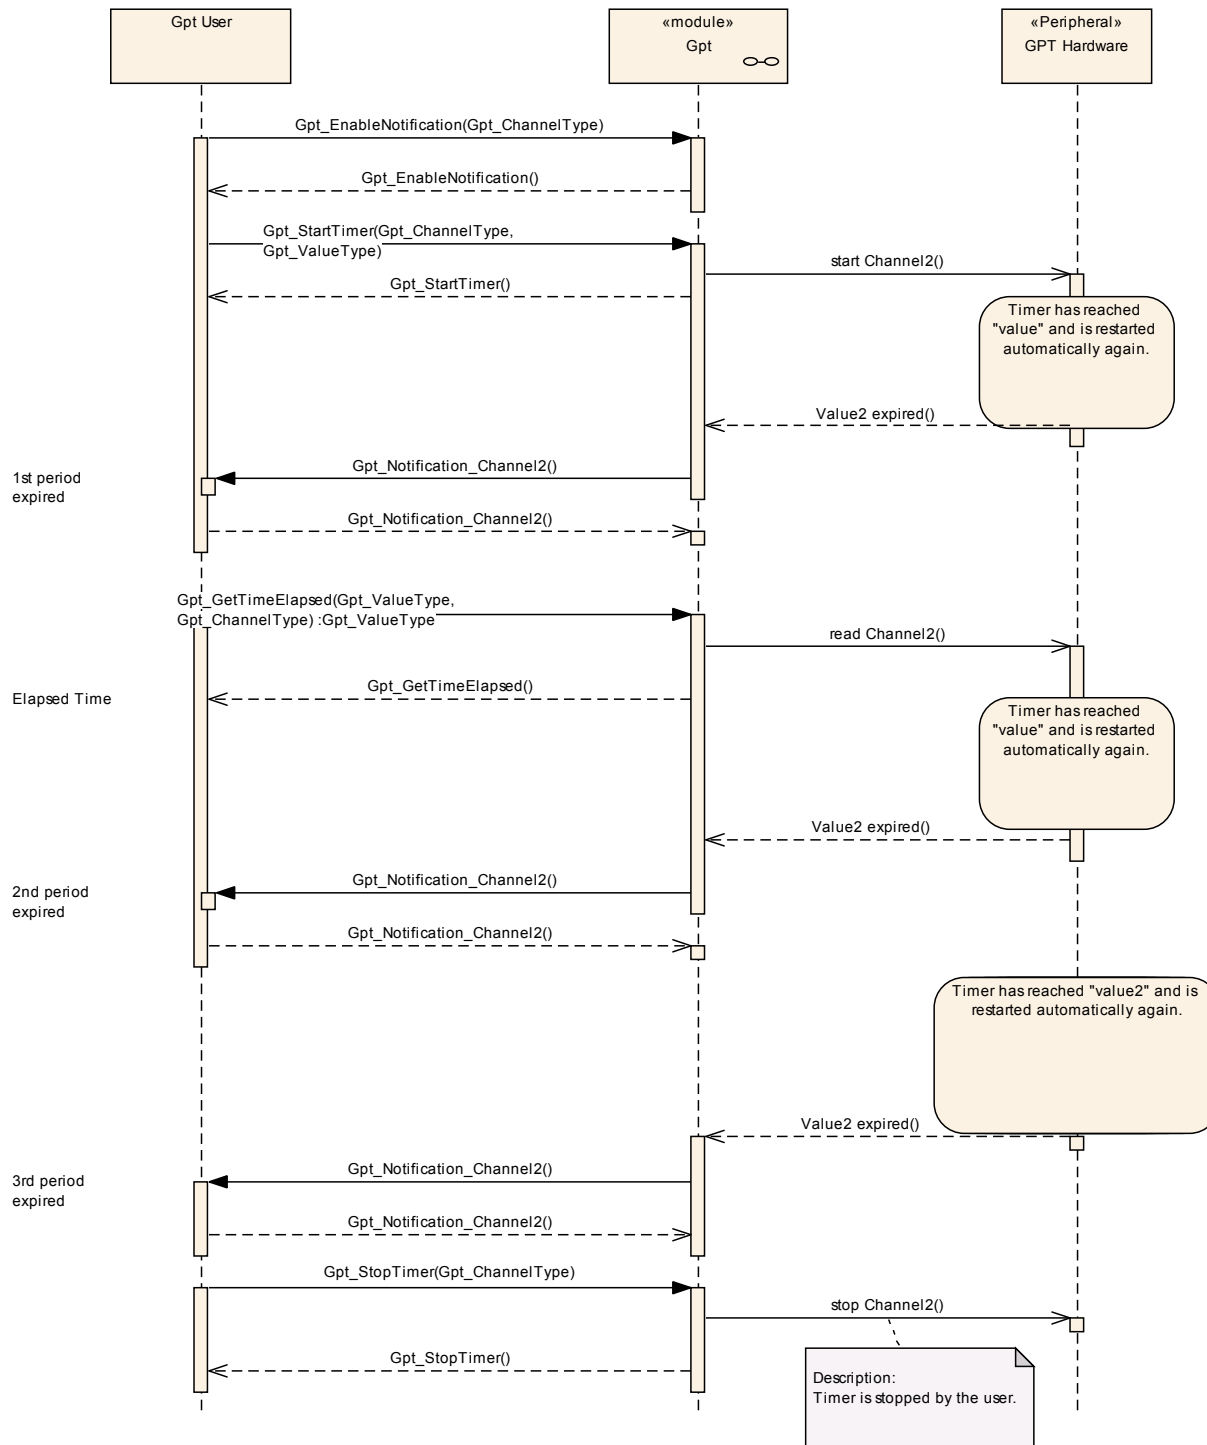 Gpt User
«module»
Gpt
«Peripheral»
GPT Hardware
Gpt_EnableNotification(Gpt_ChannelType)
Gpt_EnableNotification()
Gpt_StartTimer(Gpt_ChannelType,
Gpt_ValueType)
start Channel2()
Gpt_StartTimer()
Timer has reached
"value" and is restarted
automatically again.
Value2 expired()
Gpt_Notification_Channel2()
1st period
expired
Gpt_Notification_Channel2()
Gpt_GetTimeElapsed(Gpt_ValueType,
Gpt_ChannelType) :Gpt_ValueType
read Channel2()
Gpt_GetTimeElapsed()
Elapsed Time
Timer has reached
"value" and is restarted
automatically again.
Value2 expired()
Gpt_Notification_Channel2()
2nd period
expired
Gpt_Notification_Channel2()
Timer has reached "value2" and is
restarted automatically again.
Value2 expired()
Gpt_Notification_Channel2()
3rd period
expired
Gpt_Notification_Channel2()
Gpt_StopTimer(Gpt_ChannelType)
stop Channel2()
Gpt_StopTimer()
Description:
Timer is stopped by the user.